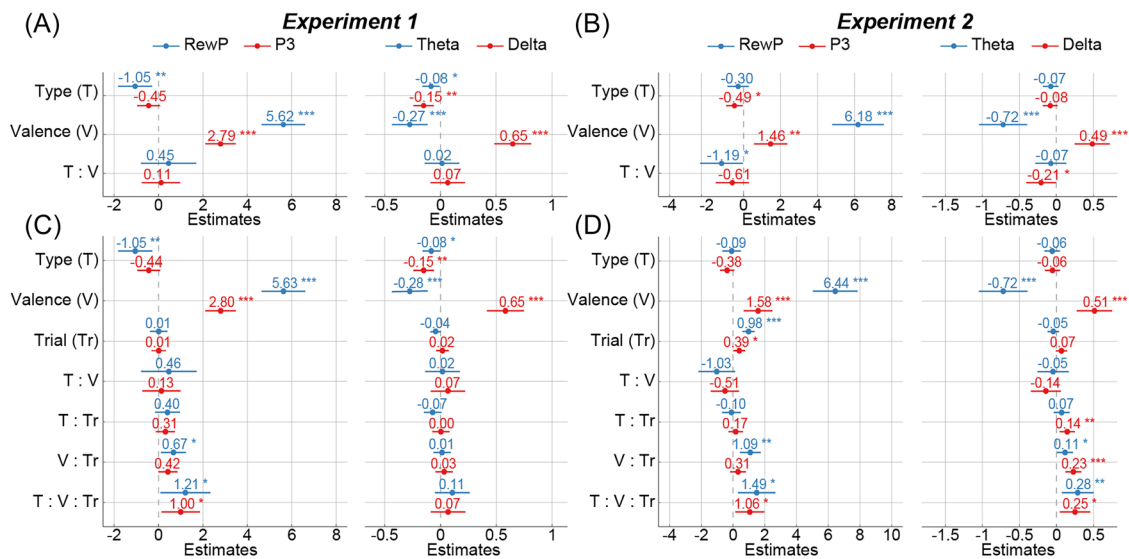 (A) Experiment 1 (B) Experiment 2
RewP P3 Theta Delta RewP P3 Theta Delta
-1.05 ** -0.08 * -0.30 -0.07
Type (T) Type (T)
-0.45 -0.15 ** -0.49 * -0.08
5.62 *** -0.27 *** 6.18 *** -0.72 ***
Valence (V) Valence (V)
2.79 *** 0.65 *** 1.46 ** 0.49 ***
0.45 0.02 -1.19 * -0.07
T : V T : V
0.11 0.07 -0.61 -0.21 *
-2 0 2 4 6 8 -0.5 0 0.5 1 -4 -2 0 2 4 6 8 10 -1.5 -1 -0.5 0 0.5
Estimates Estimates Estimates Estimates
(C) (D)
-1.05 ** -0.08 * -0.09 -0.06
Type (T) Type (T)
-0.44 -0.15 ** -0.38 -0.06
5.63 *** -0.28 *** 6.44 *** -0.72 ***
Valence (V) Valence (V)
2.80 *** 0.65 *** 1.58 *** 0.51 ***
0.01 -0.04 0.98 *** -0.05
Trial (Tr) Trial (Tr)
0.01 0.02 0.39 * 0.07
0.46 0.02 -1.03 -0.05
T : V T : V
0.13 0.07 -0.51 -0.14
0.40 -0.07 -0.10 0.07
T : Tr T : Tr
0.31 0.00 0.17 0.14 **
0.67 * 0.01 1.09 ** 0.11 *
V : Tr V : Tr
0.42 0.03 0.31 0.23 ***
1.21 * 0.11 1.49 * 0.28 **
T : V : Tr T : V : Tr
1.00 * 0.07 1.06 * 0.25 *
-2 0 2 4 6 8 -0.5 0 0.5 1 -4 -2 0 2 4 6 8 10 -1.5 -1 -0.5 0 0.5
Estimates Estimates Estimates Estimates